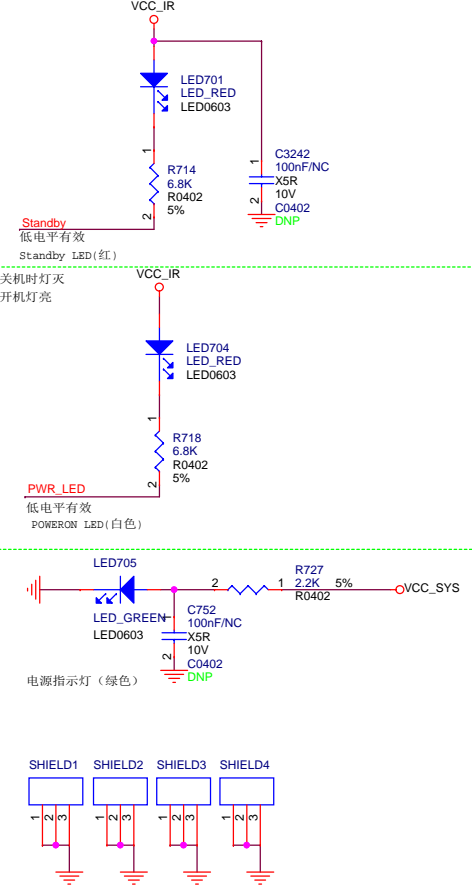 VCC_IR
LED701
LED_RED
LED0603
1
R714
6.8K
R0402
5%
2
C3242
1
100nF/NC
X5R
10V
2
C0402
DNP
Standby
低电平有效
Standby LED(红)
关机时灯灭
开机灯亮
VCC_IR
LED704
LED_RED
LED0603
1
R718
6.8K
R0402
5%
2
PWR_LED
低电平有效
POWERON LED(白色)
LED705
LED_GREEN
LED0603
2
R727
1 2.2K 5%
R0402
VCC_SYS
C752
1
100nF/NC
X5R
10V
2
C0402
DNP
电源指示灯（绿色）
SHIELD1 SHIELD2 SHIELD3 SHIELD4
1 2 3 1 2 3 1 2 3 1 2 3